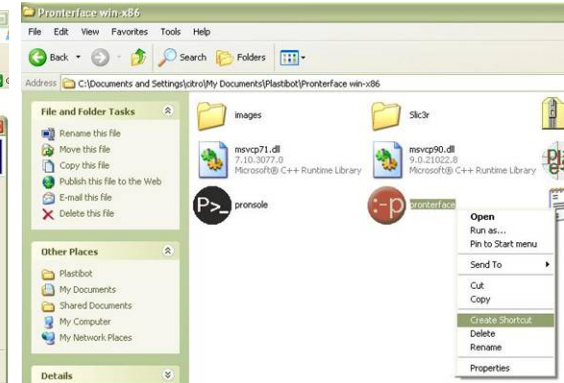 Pronterface win-x86
File Edit View Favorites Tools Help
Back Search Folders
Address C:\Documents and Settings\citro\My Documents\Plastibot\Pronterface win-x86
File and Folder Tasks
Rename this file
Move this file
Copy this file
Publish this file to the Web
E-mail this file
Delete this file
Other Places
Plastibot
My Documents
Shared Documents
My Computer
My Network Places
Details
images
Slic3r
msvcp71.dll
7.10.3077.0
Microsoft® C++ Runtime Library
msvcp90.dll
9.0.21022.8
Microsoft® C++ Runtime Library
P>_ pronsole
:-p pronterface
Open
Run as...
Pin to Start menu
Send To
Cut
Copy
Create Shortcut
Delete
Rename
Properties